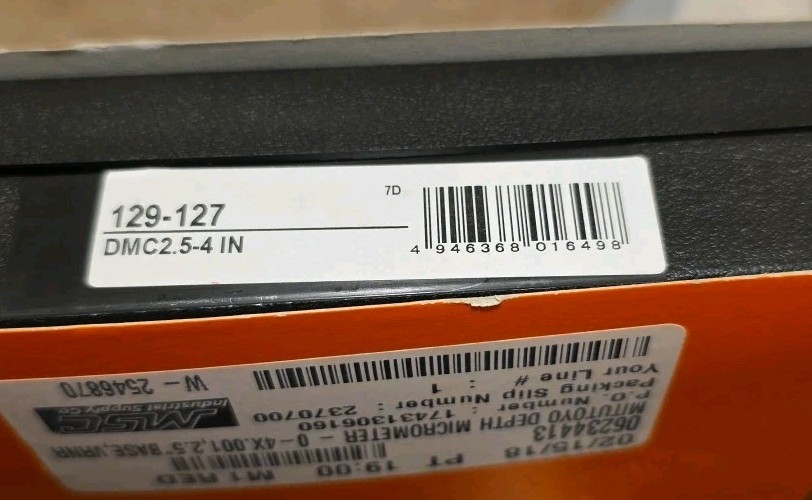 7D
129-127
DMC2.5-4 IN
4 946368 016498
M1 RED
02/15/18 PT 19:00
06234413
MITUTOYO DEPTH MICROMETER - 0-4X.001,2.5" BASE,VRNR
P.O. Number : 17431306160
Packing Slip Number : 2370700
Your Line # : 1
MSC
Industrial Supply Co
W- 2546870